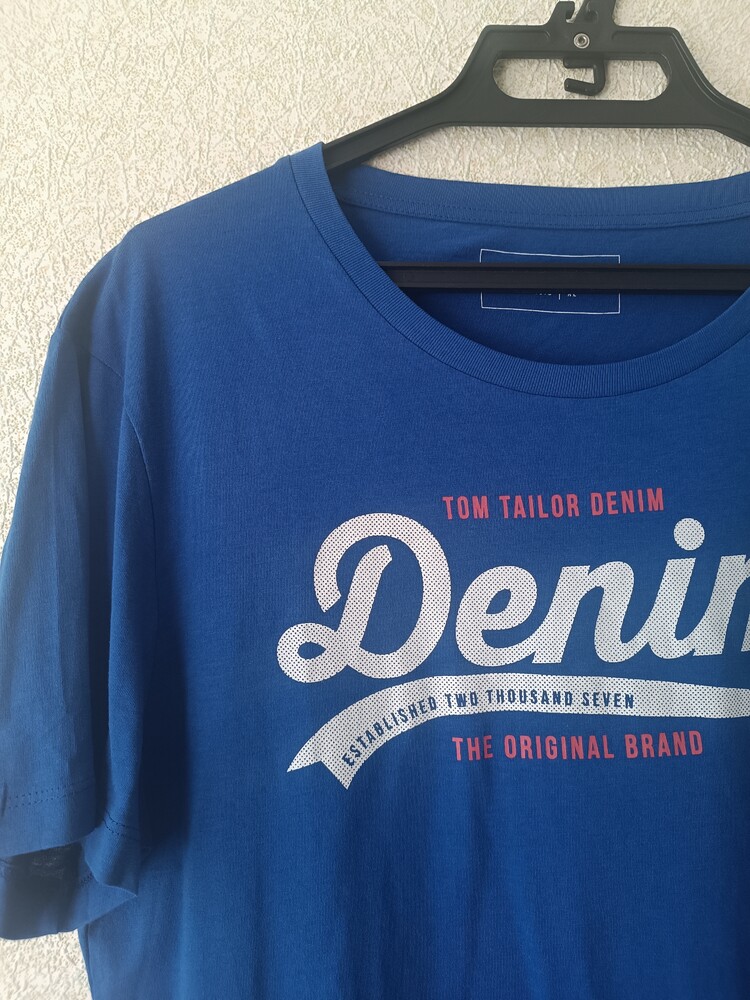 TOM TAILOR DENIM
Denim
ESTABLISHED TWO THOUSAND SEVEN
THE ORIGINAL BRAND